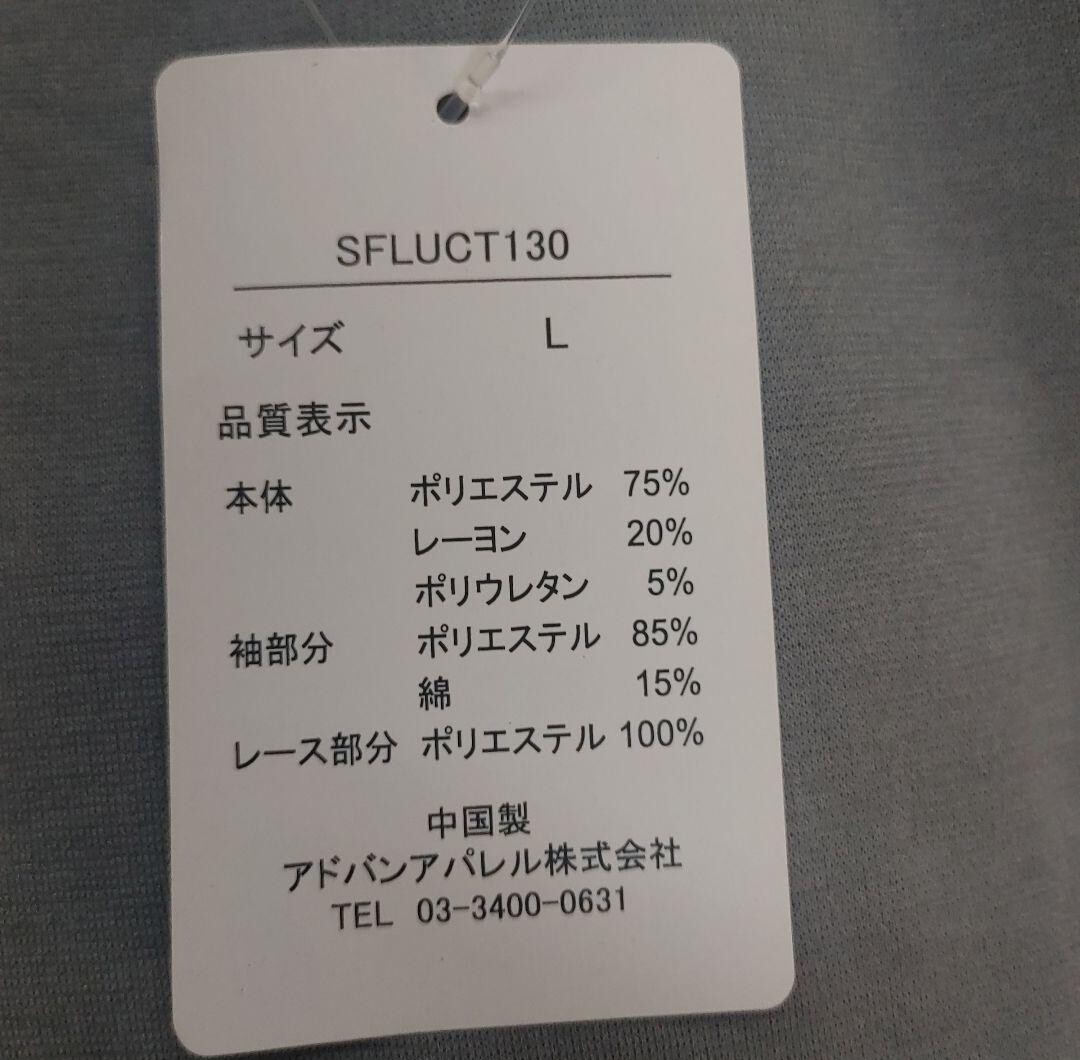 SFLUCT130
サイズ L
品質表示
本体 ポリエステル 75%
レーヨン 20%
ポリウレタン 5%
袖部分 ポリエステル 85%
綿 15%
レース部分 ポリエステル 100%
中国製
アドバンアパレル株式会社
TEL 03-3400-0631